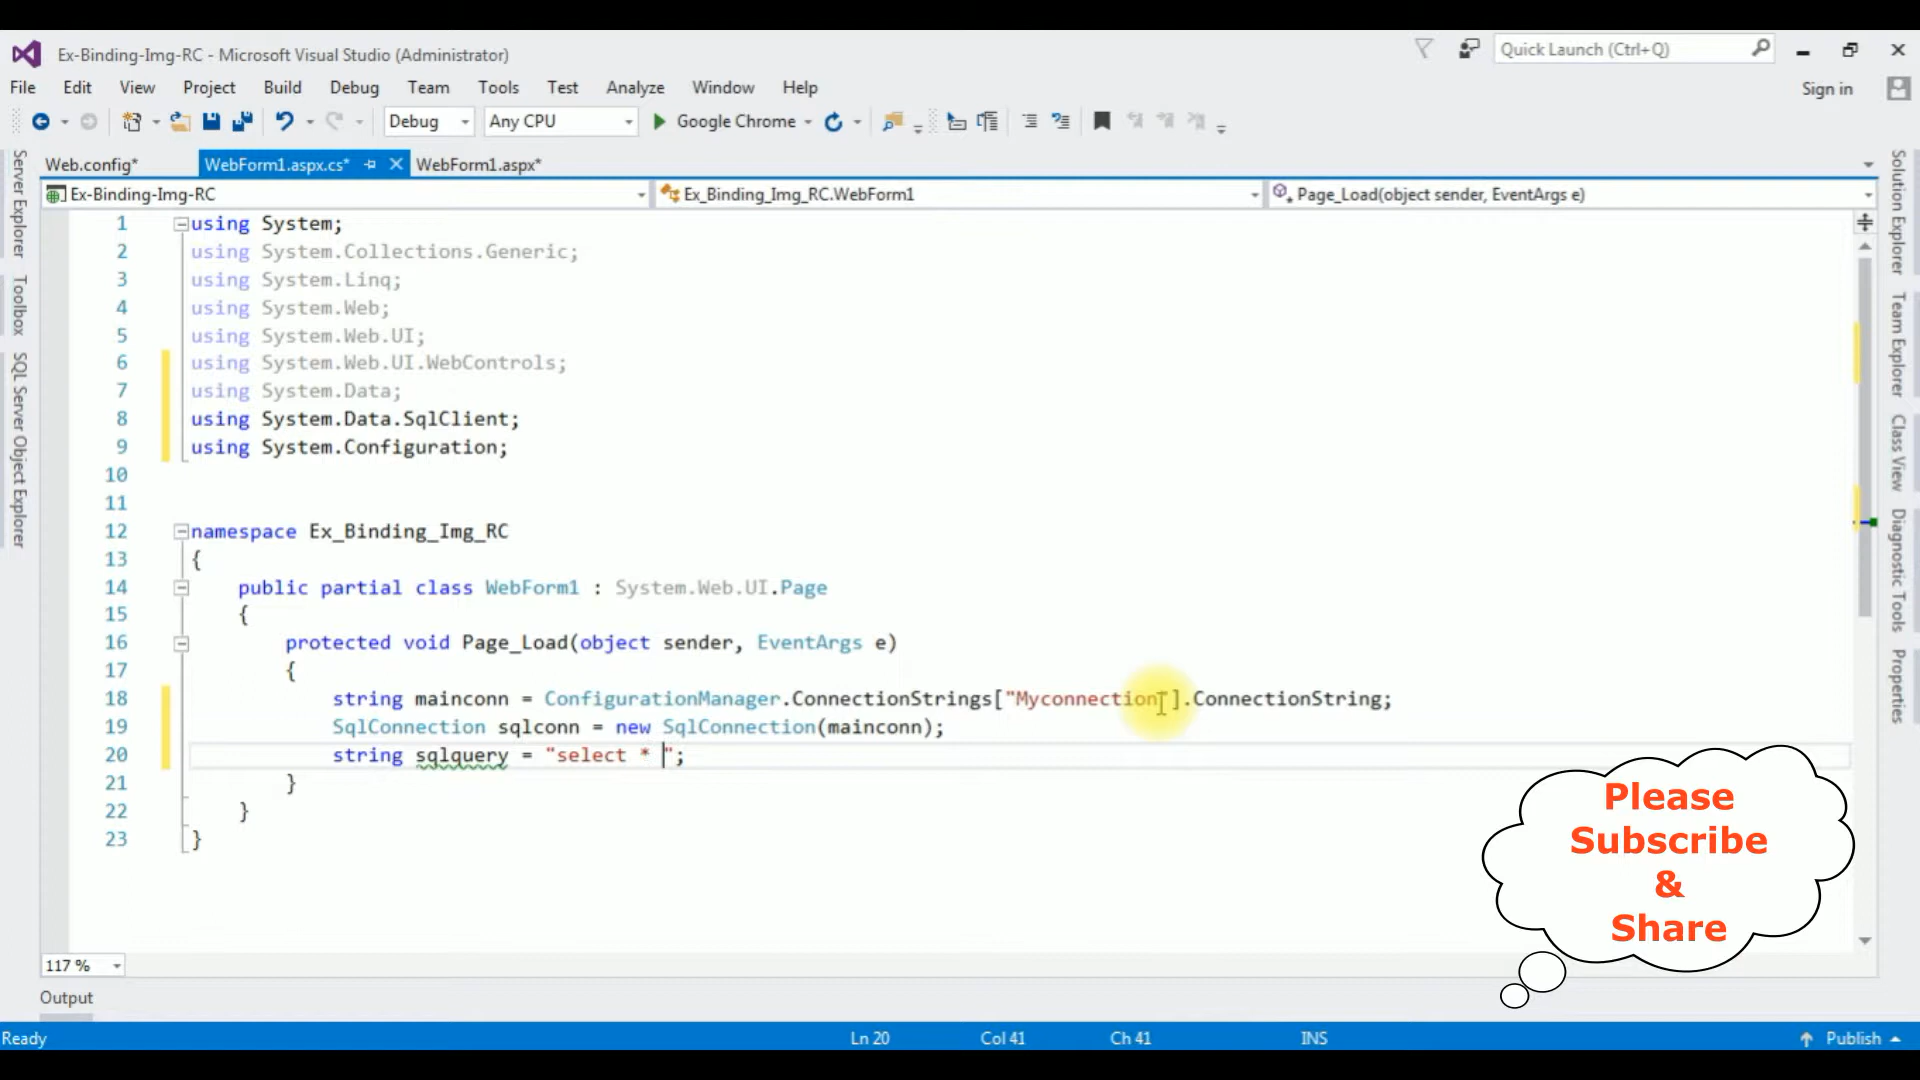 Ex-Binding-Img-RC - Microsoft Visual Studio (Administrator)
Quick Launch (Ctrl+Q)
File Edit View Project Build Debug Team Tools Test Analyze Window Help
Sign in
Debug Any CPU Google Chrome
Web.config* WebForm1.aspx.cs* WebForm1.aspx*
Ex-Binding-Img-RC Ex_Binding_Img_RC.WebForm1 Page_Load(object sender, EventArgs e)
Server Explorer
Toolbox
SQL Server Object Explorer
1 using System;
2 using System.Collections.Generic;
3 using System.Linq;
4 using System.Web;
5 using System.Web.UI;
6 using System.Web.UI.WebControls;
7 using System.Data;
8 using System.Data.SqlClient;
9 using System.Configuration;
10
11
12 namespace Ex_Binding_Img_RC
13 {
14 public partial class WebForm1 : System.Web.UI.Page
15 {
16 protected void Page_Load(object sender, EventArgs e)
17 {
18 string mainconn = ConfigurationManager.ConnectionStrings["Myconnection"].ConnectionString;
19 SqlConnection sqlconn = new SqlConnection(mainconn);
20 string sqlquery = "select * ";
21 }
22 }
23 }
Solution Explorer
Team Explorer
Class View
Diagnostic Tools
Properties
Please
Subscribe
&
Share
117 %
Output
Ready Ln 20 Col 41 Ch 41 INS Publish